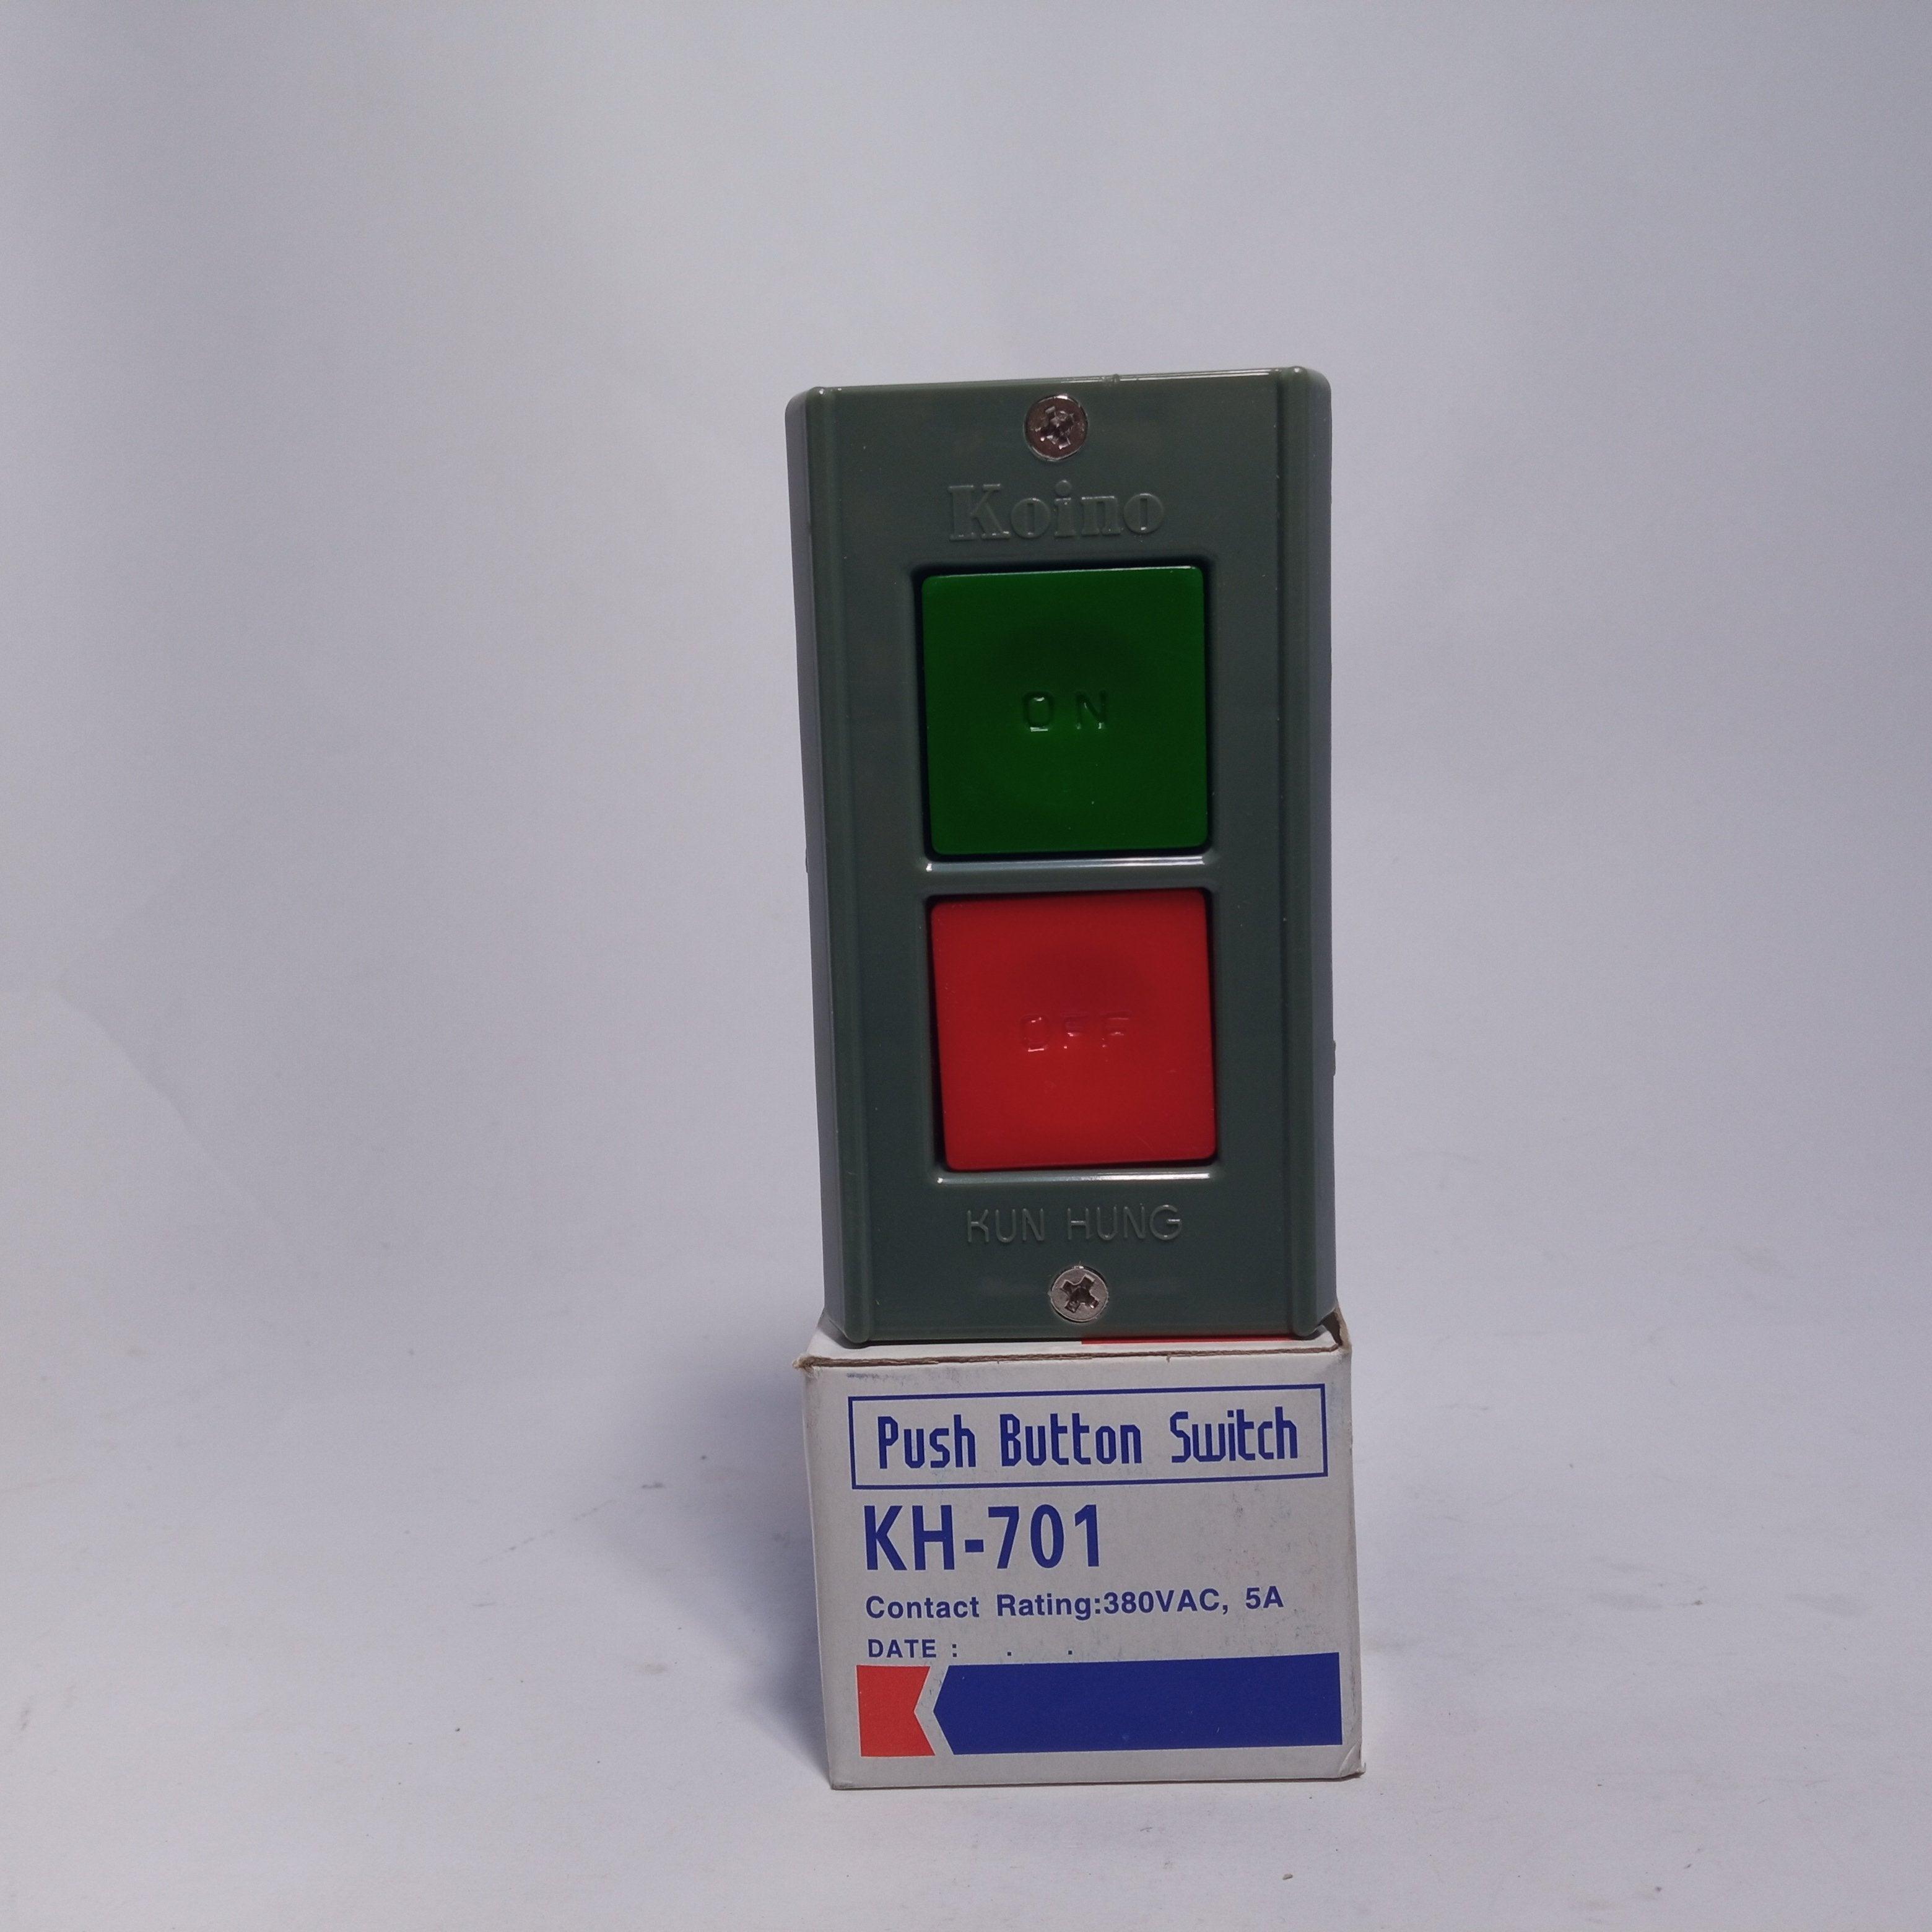 Koino
ON
OFF
KUN HUNG
Push Button Switch
KH-701
Contact Rating:380VAC, 5A
DATE : . .